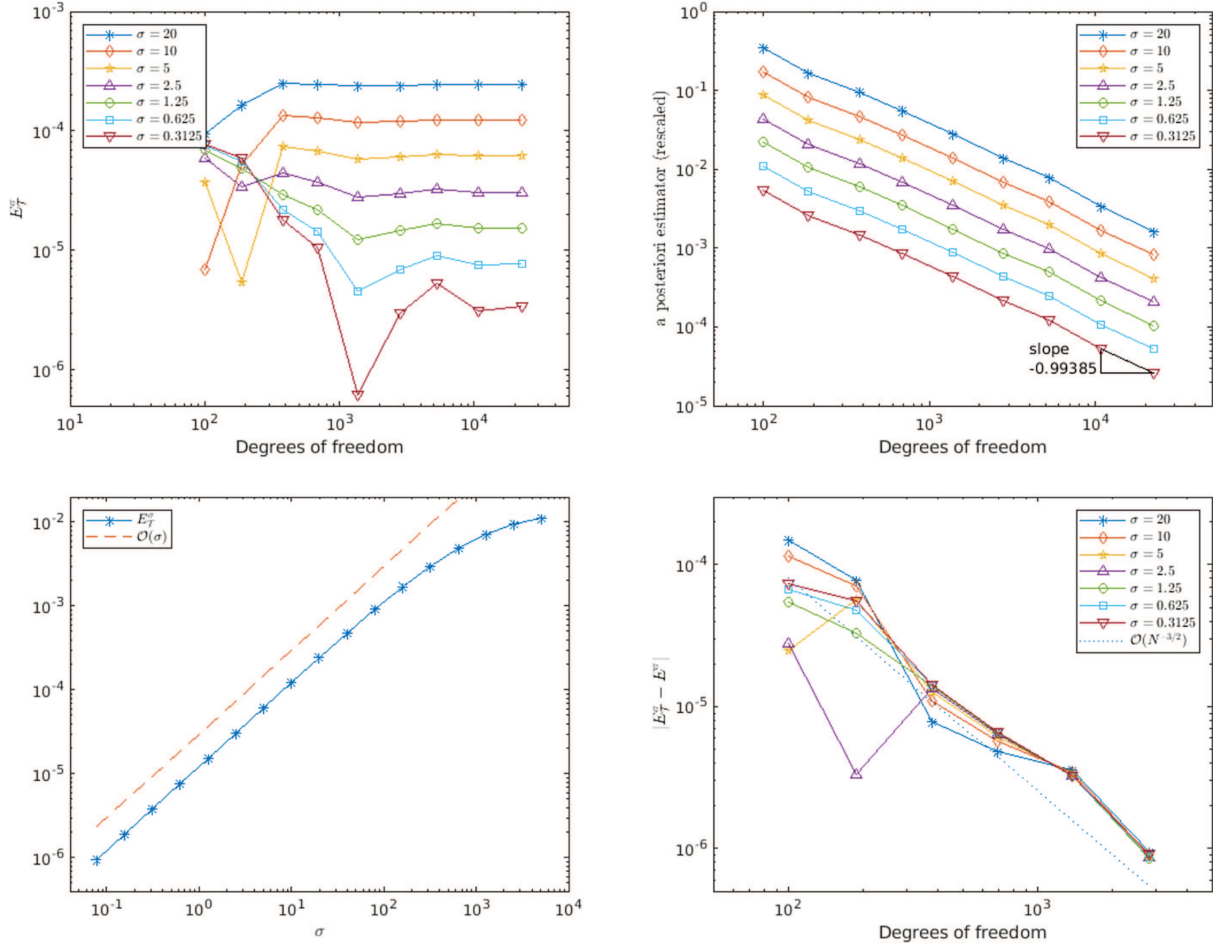 10^{-3}
10^{-4}
10^{-5}
10^{-6}
E_𝒯^σ
σ = 20
σ = 10
σ = 5
σ = 2.5
σ = 1.25
σ = 0.625
σ = 0.3125
10^1
10^2
10^3
10^4
Degrees of freedom
10^0
10^{-1}
10^{-2}
10^{-3}
10^{-4}
10^{-5}
a posteriori estimator (rescaled)
σ = 20
σ = 10
σ = 5
σ = 2.5
σ = 1.25
σ = 0.625
σ = 0.3125
slope
-0.99385
10^2
10^3
10^4
Degrees of freedom
10^{-2}
10^{-3}
10^{-4}
10^{-5}
10^{-6}
E_𝒯^σ
𝒪(σ)
10^{-1}
10^0
10^1
10^2
10^3
10^4
σ
10^{-4}
10^{-5}
10^{-6}
|E_𝒯^σ − E^σ|
σ = 20
σ = 10
σ = 5
σ = 2.5
σ = 1.25
σ = 0.625
σ = 0.3125
𝒪(N^{-3/2})
10^2
10^3
Degrees of freedom